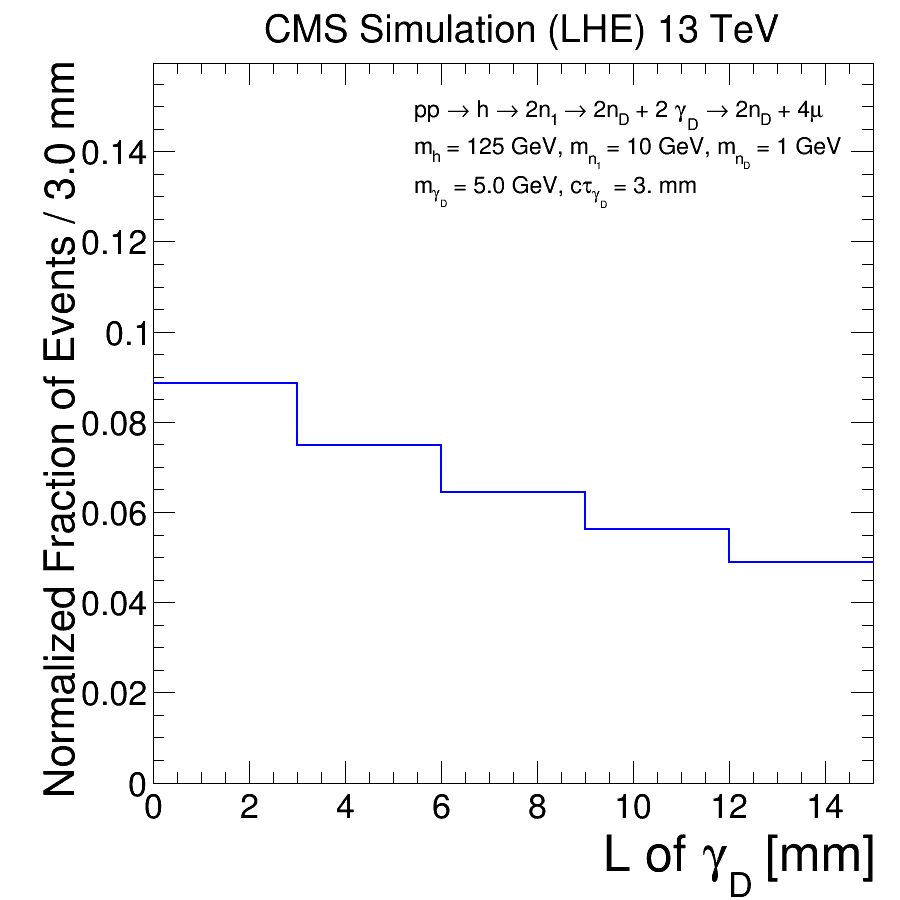 CMS Simulation (LHE) 13 TeV
pp → h → 2n1 → 2nD + 2 γD → 2nD + 4μ
mh = 125 GeV, mn1 = 10 GeV, mnD = 1 GeV
mγD = 5.0 GeV, cτγD = 3. mm
Normalized Fraction of Events / 3.0 mm
0.14
0.12
0.1
0.08
0.06
0.04
0.02
0
0 2 4 6 8 10 12 14
L of γD [mm]